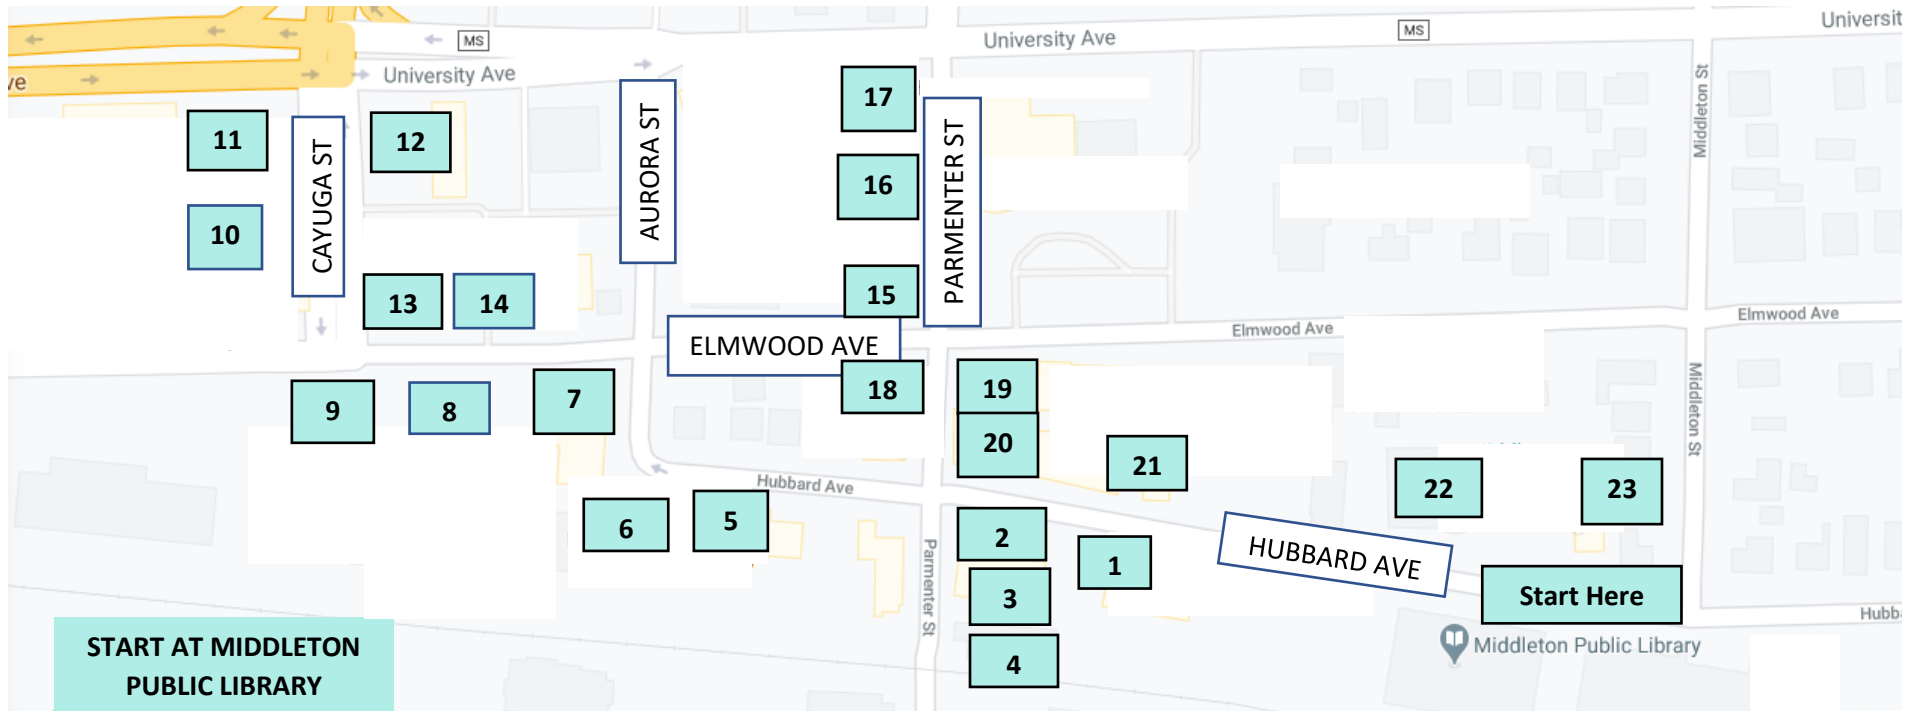 Universit
University Ave
MS
MS
University Ave
ve
17
11
12
CAYUGA ST
AURORA ST
PARMENTER ST
Middleton St
16
10
13
14
15
ELMWOOD AVE
Elmwood Ave
Elmwood Ave
9
8
7
18
19
20
21
Middleton St
22
23
Hubbard Ave
6
5
2
1
3
4
Parmenter St
HUBBARD AVE
Start Here
Hubb
Middleton Public Library
START AT MIDDLETON
PUBLIC LIBRARY